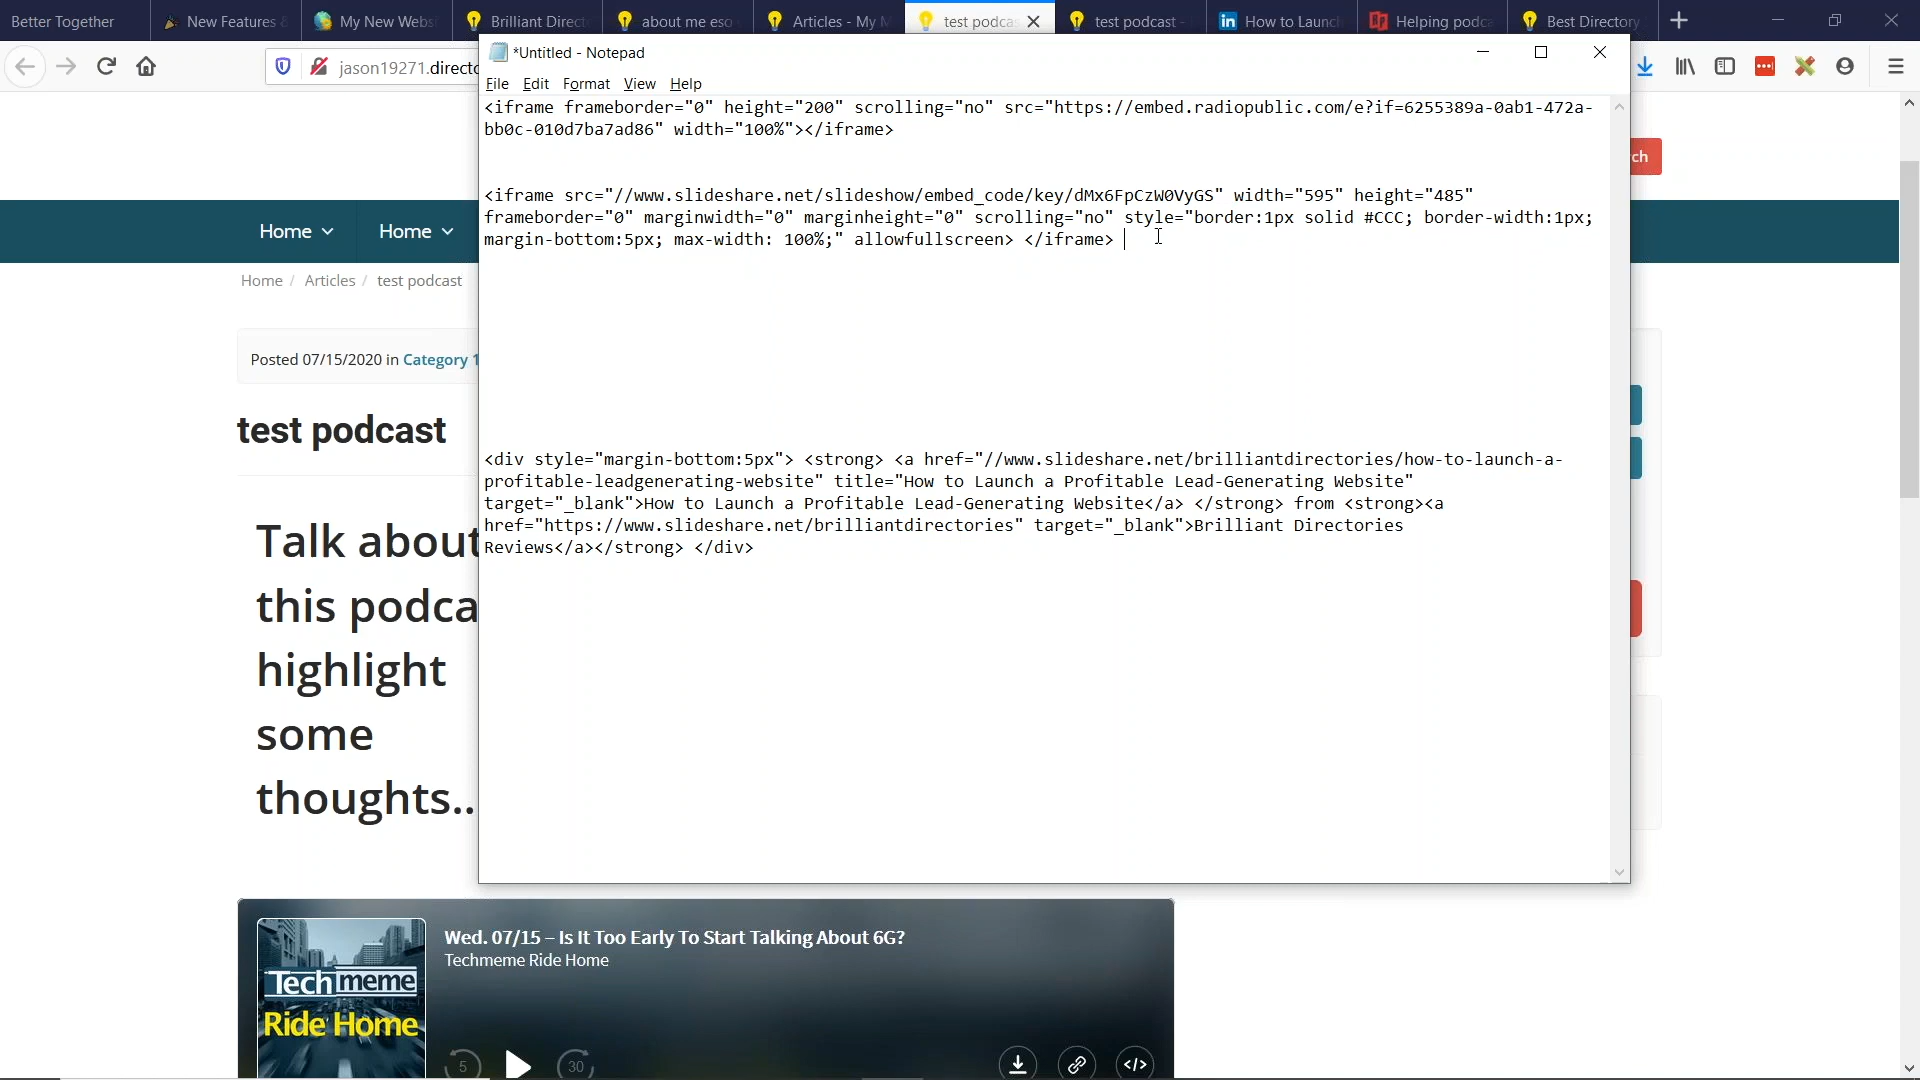 Better Together
New Features &
My New Webs
Brilliant Direct
about me esq
Articles - My M
test podcas
test podcast -
How to Launch
Helping podca
Best Directory
*Untitled - Notepad
jason19271.directo
File Edit Format View Help
<iframe frameborder="0" height="200" scrolling="no" src="https://embed.radiopublic.com/e?if=6255389a-0ab1-472a-
bb0c-010d7ba7ad86" width="100%"></iframe>
ch
<iframe src="//www.slideshare.net/slideshow/embed_code/key/dMx6FpCzW0VyGS" width="595" height="485"
frameborder="0" marginwidth="0" marginheight="0" scrolling="no" style="border:1px solid #CCC; border-width:1px;
margin-bottom:5px; max-width: 100%;" allowfullscreen> </iframe>
Home Home
Home / Articles / test podcast
Posted 07/15/2020 in Category 1
test podcast
<div style="margin-bottom:5px"> <strong> <a href="//www.slideshare.net/brilliantdirectories/how-to-launch-a-
profitable-leadgenerating-website" title="How to Launch a Profitable Lead-Generating Website"
target="_blank">How to Launch a Profitable Lead-Generating Website</a> </strong> from <strong><a
href="https://www.slideshare.net/brilliantdirectories" target="_blank">Brilliant Directories
Reviews</a></strong> </div>
Talk about
this podca
highlight
some
thoughts..
Wed. 07/15 – Is It Too Early To Start Talking About 6G?
Techmeme Ride Home
Techmeme
Ride Home
5
30